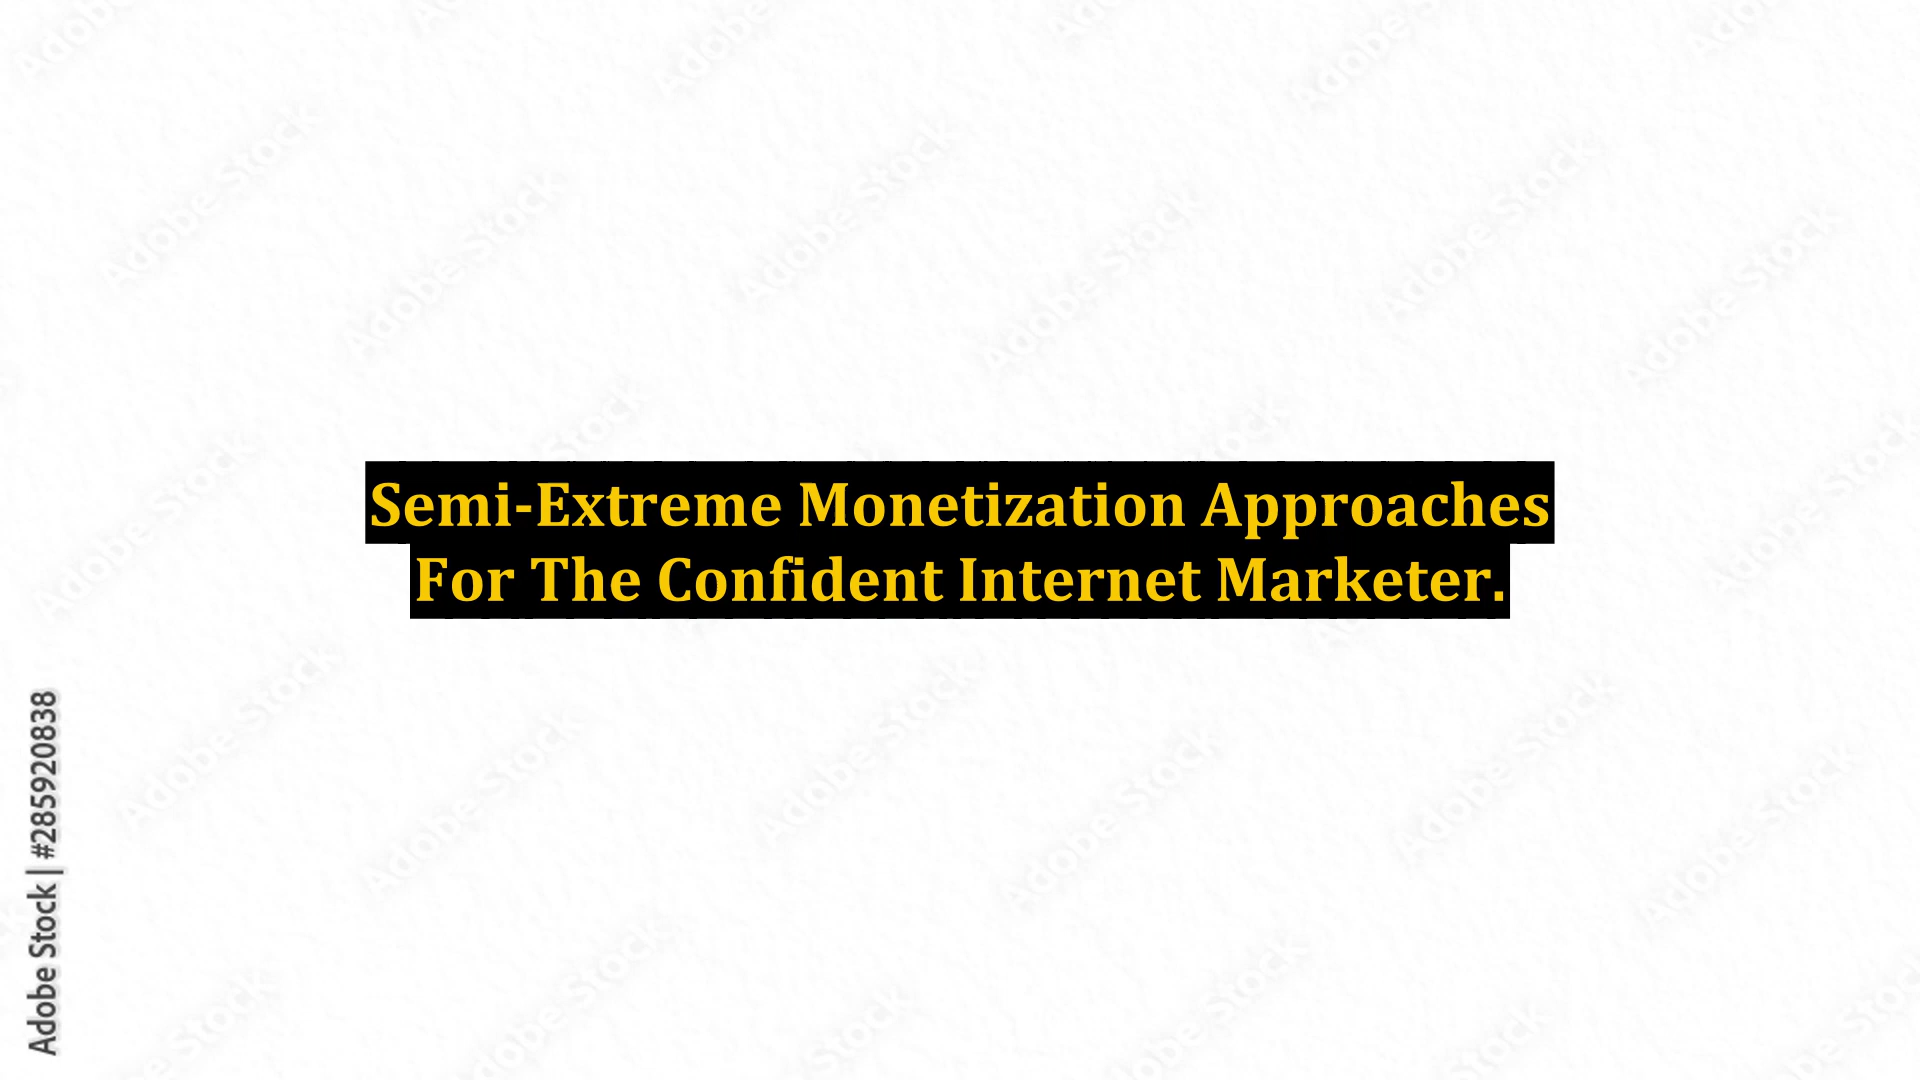 Semi-Extreme Monetization Approaches
For The Confident Internet Marketer.
Adobe Stock | #285920838